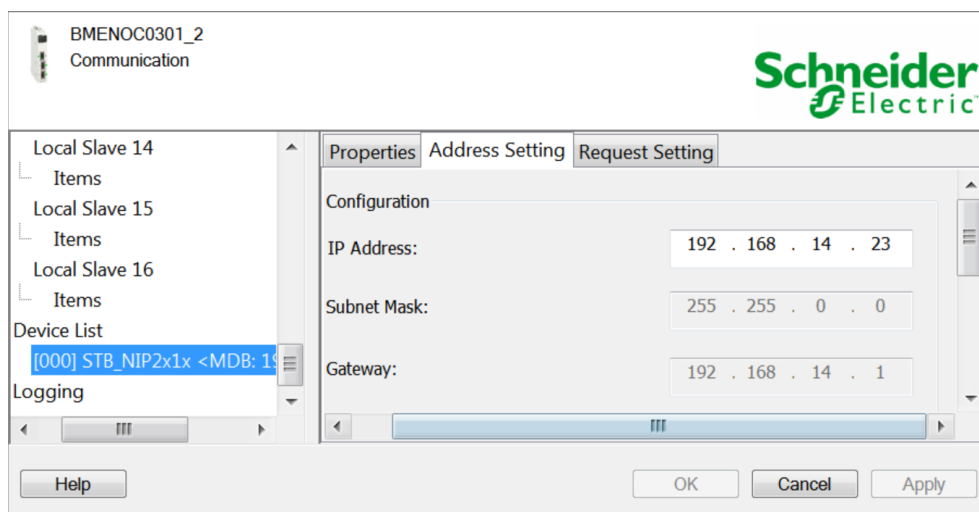 BMENOC0301_2
Communication
Schneider
Electric
Local Slave 14
Items
Local Slave 15
Items
Local Slave 16
Items
Device List
[000] STB_NIP2x1x <MDB: 19
Logging
Properties Address Setting Request Setting
Configuration
IP Address: 192 . 168 . 14 . 23
Subnet Mask: 255 . 255 . 0 . 0
Gateway: 192 . 168 . 14 . 1
Help OK Cancel Apply